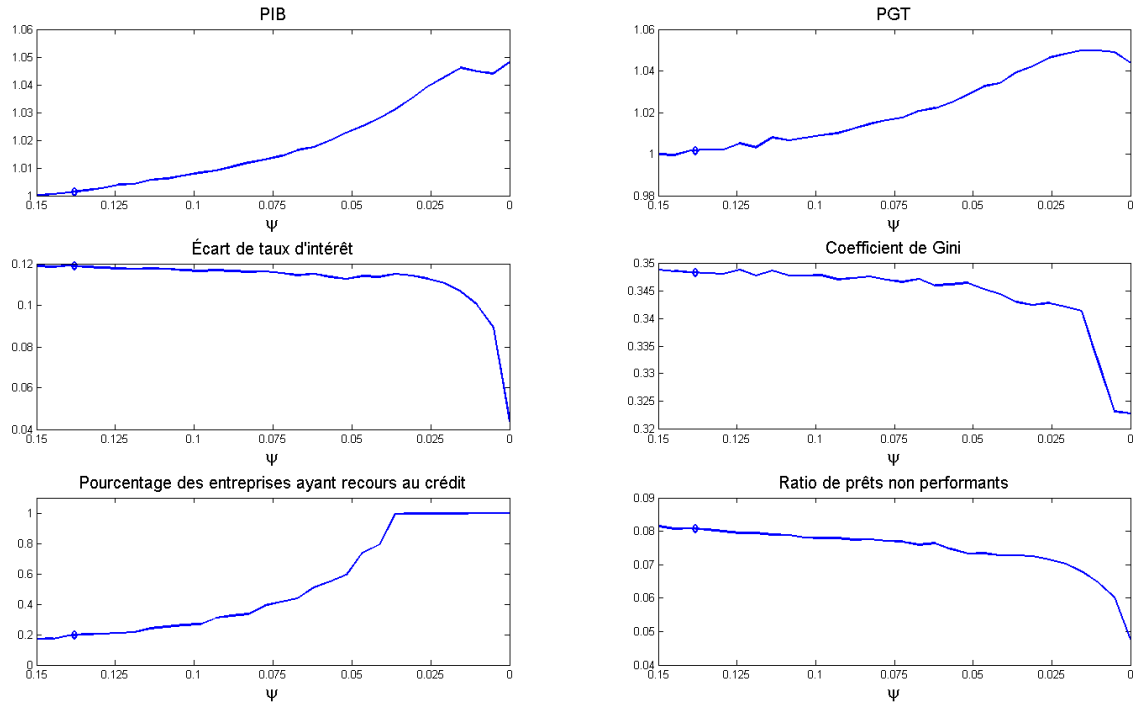 PIB
1.06
1.05
1.04
1.03
1.02
1.01
1
0.15 0.125 0.1 0.075 0.05 0.025 0
Ψ
PGT
1.06
1.04
1.02
1
0.98
0.15 0.125 0.1 0.075 0.05 0.025 0
Ψ
Écart de taux d'intérêt
0.12
0.1
0.08
0.06
0.04
0.15 0.125 0.1 0.075 0.05 0.025 0
Ψ
Coefficient de Gini
0.35
0.345
0.34
0.335
0.33
0.325
0.32
0.15 0.125 0.1 0.075 0.05 0.025 0
Ψ
Pourcentage des entreprises ayant recours au crédit
1
0.8
0.6
0.4
0.2
0
0.15 0.125 0.1 0.075 0.05 0.025 0
Ψ
Ratio de prêts non performants
0.09
0.08
0.07
0.06
0.05
0.04
0.15 0.125 0.1 0.075 0.05 0.025 0
Ψ